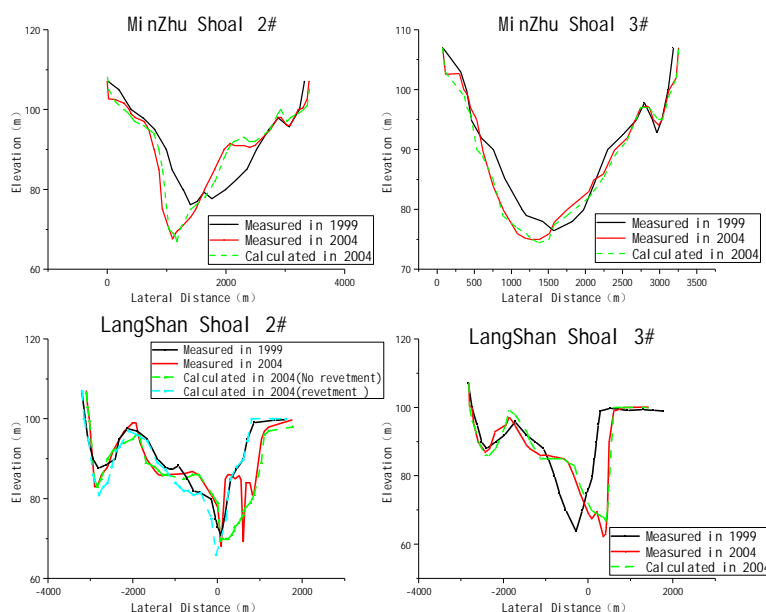 MinZhu Shoal 2#
120
100
80
60
0
2000
4000
Elevation（m）
Lateral Distance（m）
Measured in 1999
Measured in 2004
Calculated in 2004
MinZhu Shoal 3#
110
100
90
80
70
0
500
1000
1500
2000
2500
3000
3500
Elevation（m）
Lateral Distance（m）
Measured in 1999
Measured in 2004
Calculated in 2004
LangShan Shoal 2#
120
100
80
60
-4000
-2000
0
2000
4000
Elevation（m）
Lateral Distance（m）
Measured in 1999
Measured in 2004
Calculated in 2004(No revetment)
Calculated in 2004(revetment )
LangShan Shoal 3#
120
100
80
60
-4000
-2000
0
2000
Elevation（m）
Lateral Distance（m）
Measured in 1999
Measured in 2004
Calculated in 2004